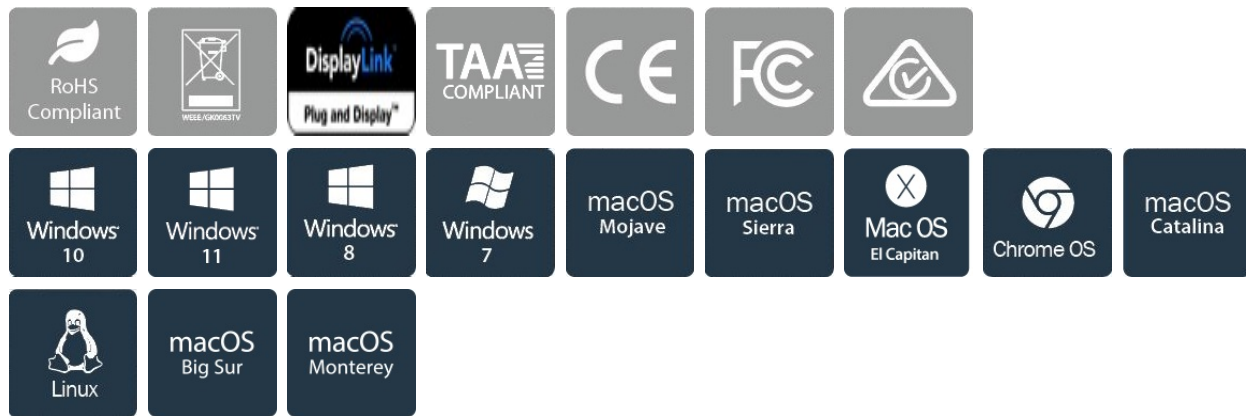 RoHS
Compliant
WEEE/GK0083TV
DisplayLink
Plug and Display™
TAA
COMPLIANT
CE
FC
Windows
10
Windows
11
Windows
8
Windows
7
macOS
Mojave
macOS
Sierra
X
Mac OS
El Capitan
Chrome OS
macOS
Catalina
Linux
macOS
Big Sur
macOS
Monterey